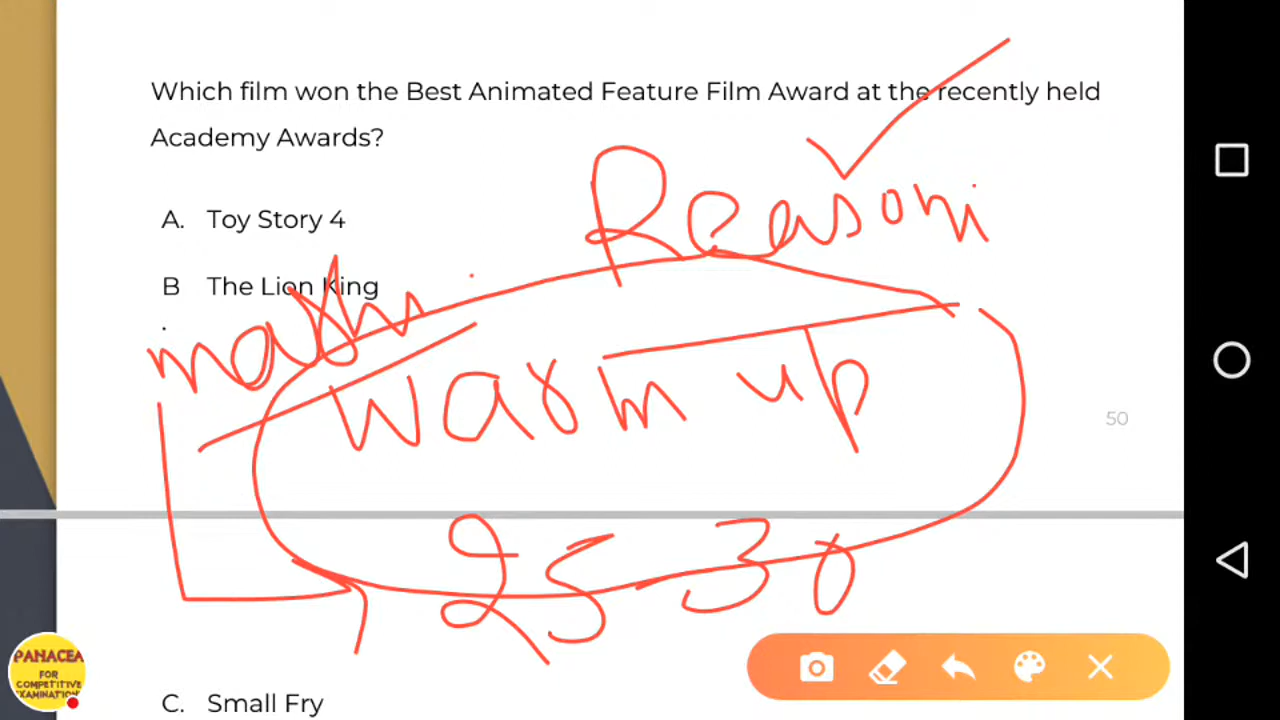 Which film won the Best Animated Feature Film Award at the recently held
Academy Awards?
Reasoni
A. Toy Story 4
B The Lion King
.
maths
Warm up
50
25-30
PANACEA
FOR
COMPETITIVE
EXAMINATION
C. Small Fry